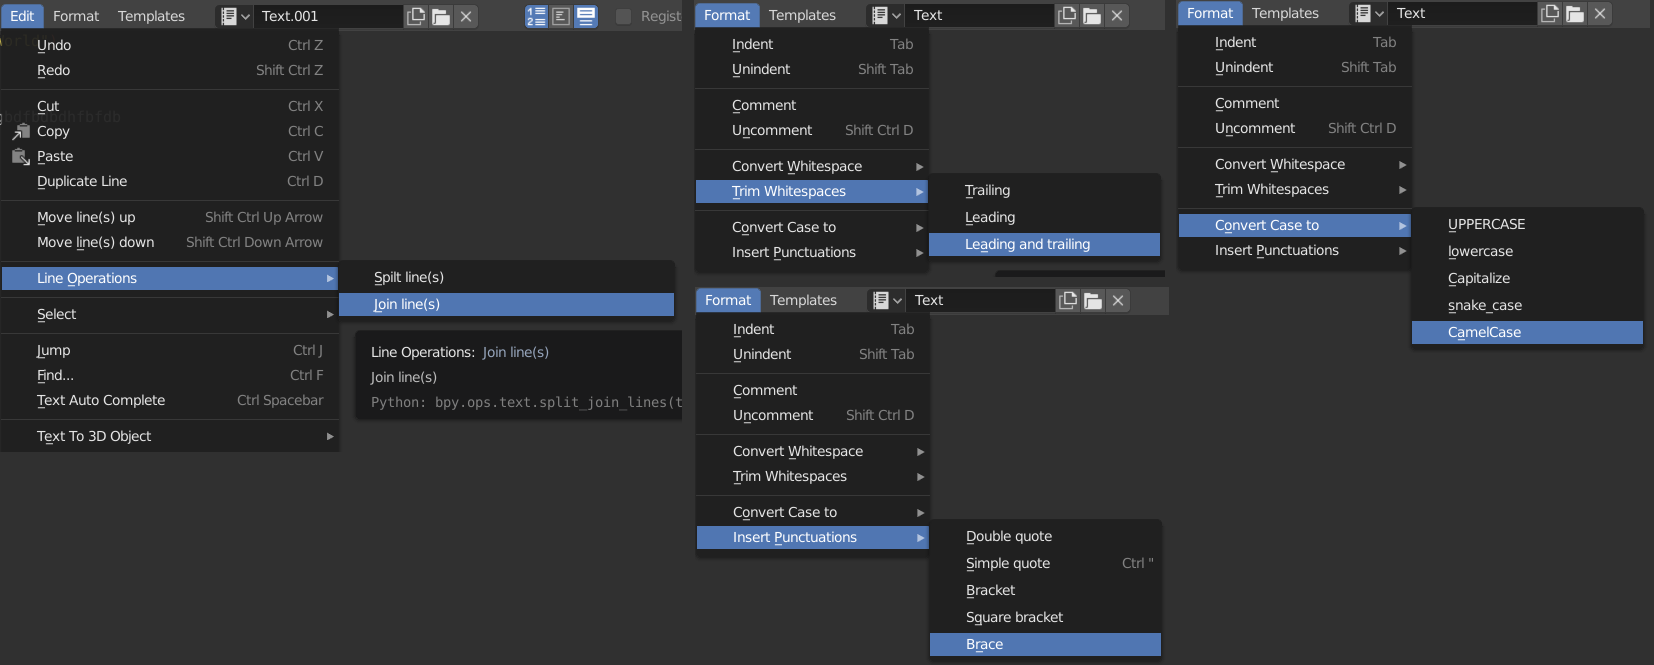 Edit Format Templates Text.001 Regist
Undo Ctrl Z
Redo Shift Ctrl Z
Cut Ctrl X
Copy Ctrl C
Paste Ctrl V
Duplicate Line Ctrl D
Move line(s) up Shift Ctrl Up Arrow
Move line(s) down Shift Ctrl Down Arrow
Line Operations
Select
Jump Ctrl J
Find... Ctrl F
Text Auto Complete Ctrl Spacebar
Text To 3D Object
Spilt line(s)
Join line(s)
Line Operations: Join line(s)
Join line(s)
Python: bpy.ops.text.split_join_lines(t
Format Templates Text
Indent Tab
Unindent Shift Tab
Comment
Uncomment Shift Ctrl D
Convert Whitespace
Trim Whitespaces
Convert Case to
Insert Punctuations
Trailing
Leading
Leading and trailing
Format Templates Text
Indent Tab
Unindent Shift Tab
Comment
Uncomment Shift Ctrl D
Convert Whitespace
Trim Whitespaces
Convert Case to
Insert Punctuations
Double quote
Simple quote Ctrl "
Bracket
Square bracket
Brace
Format Templates Text
Indent Tab
Unindent Shift Tab
Comment
Uncomment Shift Ctrl D
Convert Whitespace
Trim Whitespaces
Convert Case to
Insert Punctuations
UPPERCASE
lowercase
Capitalize
snake_case
CamelCase